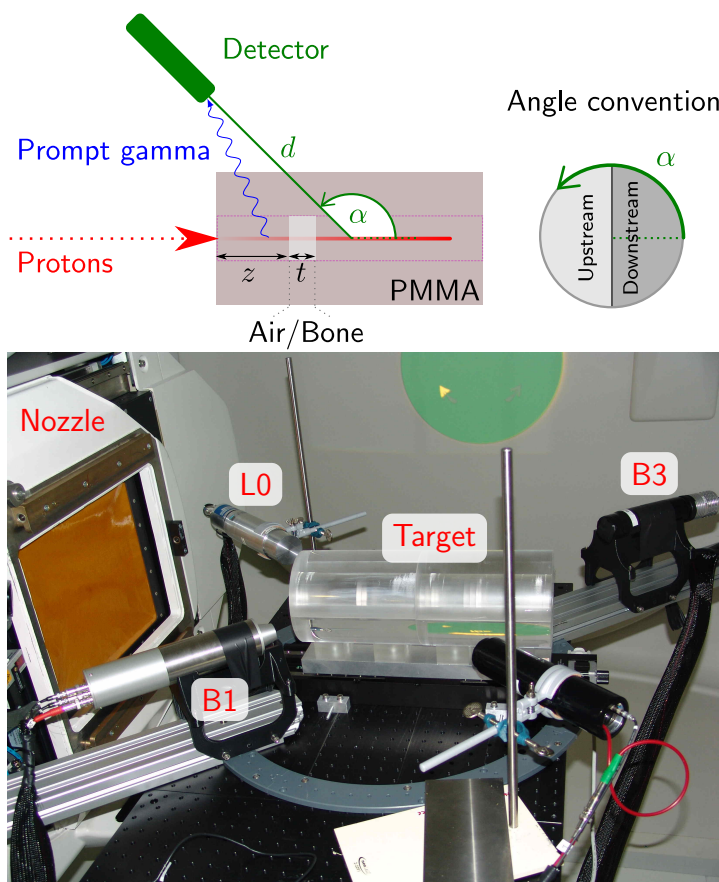 Detector
Angle convention
Prompt gamma
d
α
α
Upstream
Downstream
Protons
z
t
PMMA
Air/Bone
Nozzle
L0
B3
Target
B1